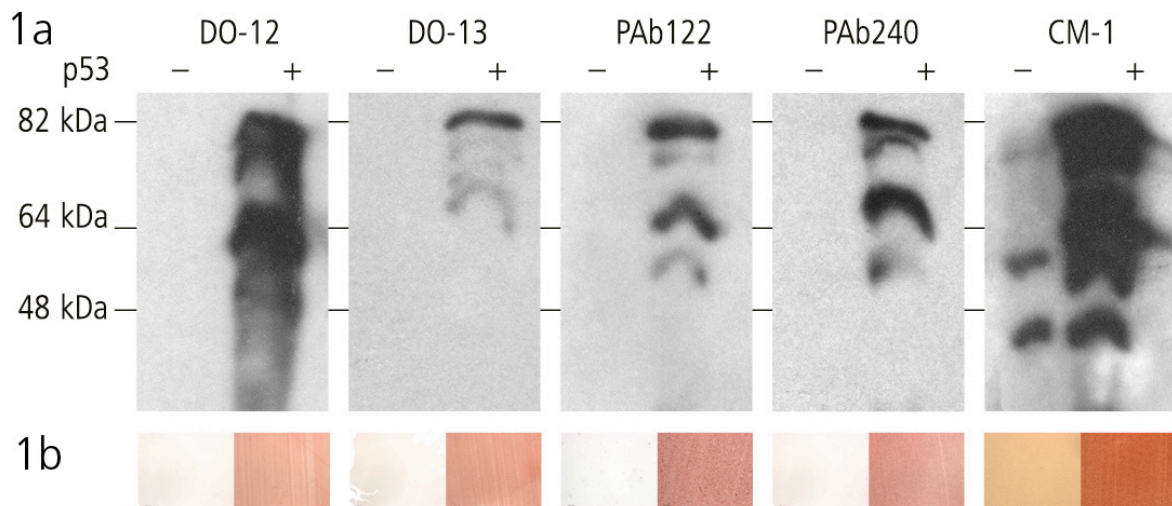 1a
DO-12 DO-13 PAb122 PAb240 CM-1
p53 − + − + − + − + − +
82 kDa
64 kDa
48 kDa
1b